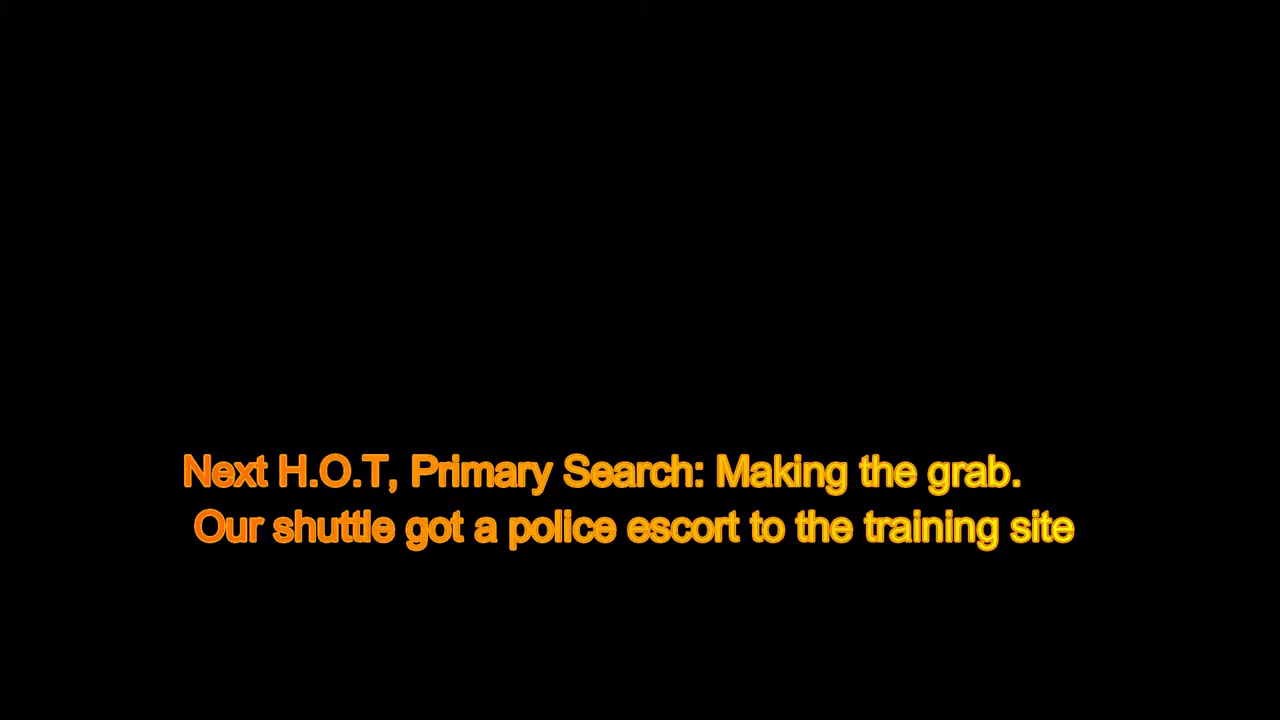 Next H.O.T, Primary Search: Making the grab.
Our shuttle got a police escort to the training site